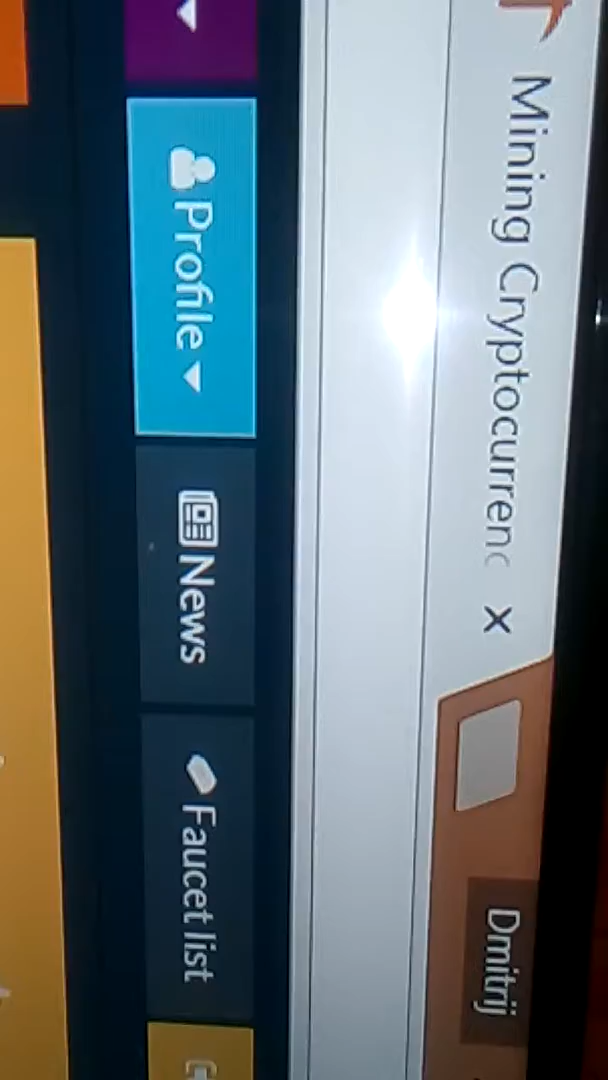 Mining Cryptocurrenc
Dmitrij
Profile
News
Faucet list